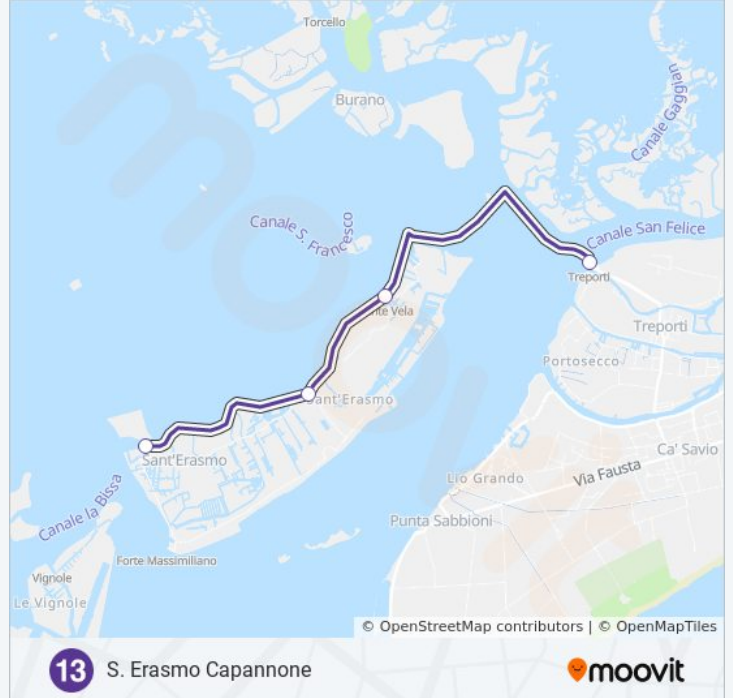 Torcello
Burano
Canale Gaggian
Canale S. Francesco
Canale San Felice
Treporti
nte Vela
Treporti
Portosecco
Sant'Erasmo
Ca' Savio
Sant'Erasmo
Lio Grando
Via Fausta
Canale la Bissa
Punta Sabbioni
Forte Massimiliano
Vignole
Le Vignole
© OpenStreetMap contributors | © OpenMapTiles
13 S. Erasmo Capannone
moovit